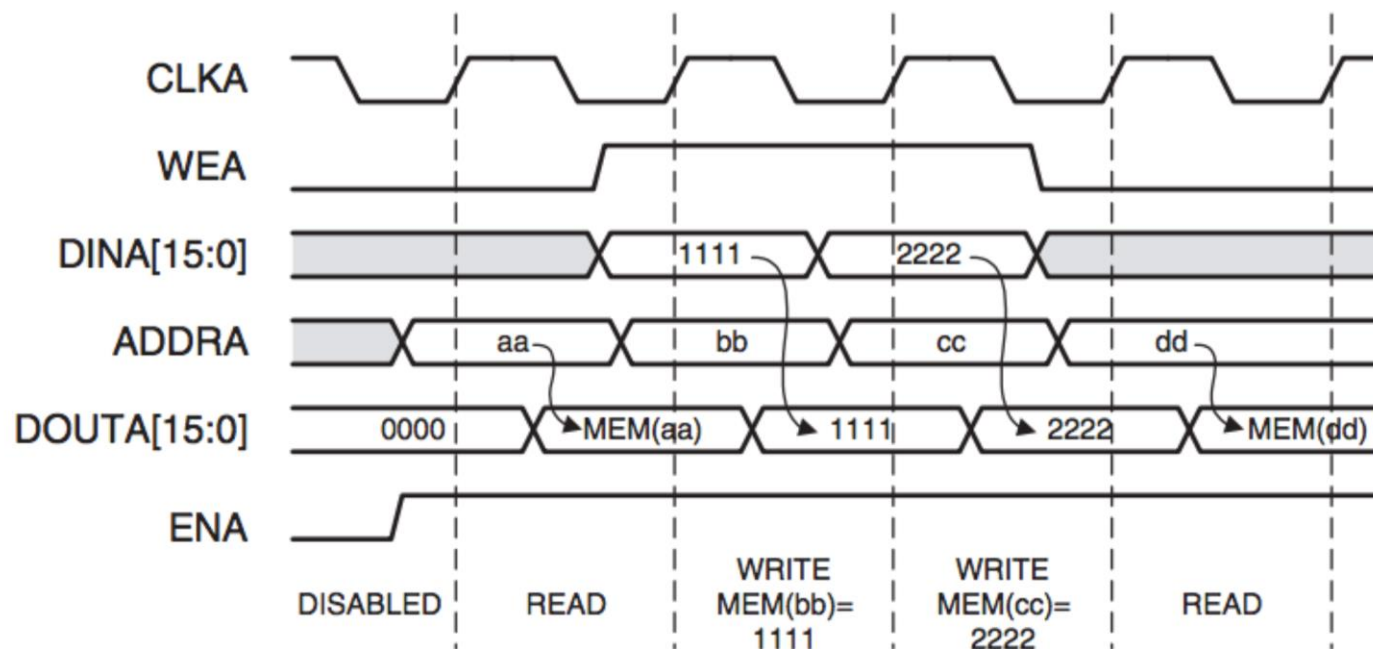 CLKA
WEA
DINA[15:0] 1111 2222
ADDRA aa bb cc dd
DOUTA[15:0] 0000 MEM(aa) 1111 2222 MEM(dd)
ENA
DISABLED READ WRITE MEM(bb)= 1111 WRITE MEM(cc)= 2222 READ